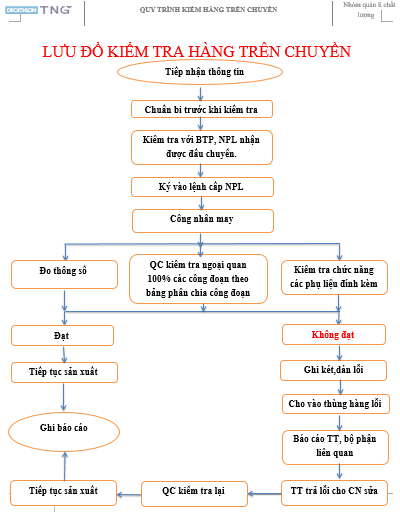 DECATHLON TNG QUY TRÌNH KIỂM HÀNG TRÊN CHUYỀN Nhóm quản lí chất
lượng
LƯU ĐỒ KIỂM TRA HÀNG TRÊN CHUYỀN
Tiếp nhận thông tin
Chuẩn bị trước khi kiểm tra
Kiểm tra với BTP, NPL nhận
được đầu chuyền.
Ký vào lệnh cấp NPL
Công nhân may
Đo thông số
QC kiểm tra ngoại quan
100% các công đoạn theo
bảng phân chia công đoạn
Kiểm tra chức năng
các phụ liệu đính kèm
Đạt
Không đạt
Tiếp tục sản xuất
Ghi két,dán lỗi
Cho vào thùng hàng lỗi
Ghi báo cáo
Báo cáo TT, bộ phận
liên quan
Tiếp tục sản xuất
QC kiểm tra lại
TT trả lỗi cho CN sửa